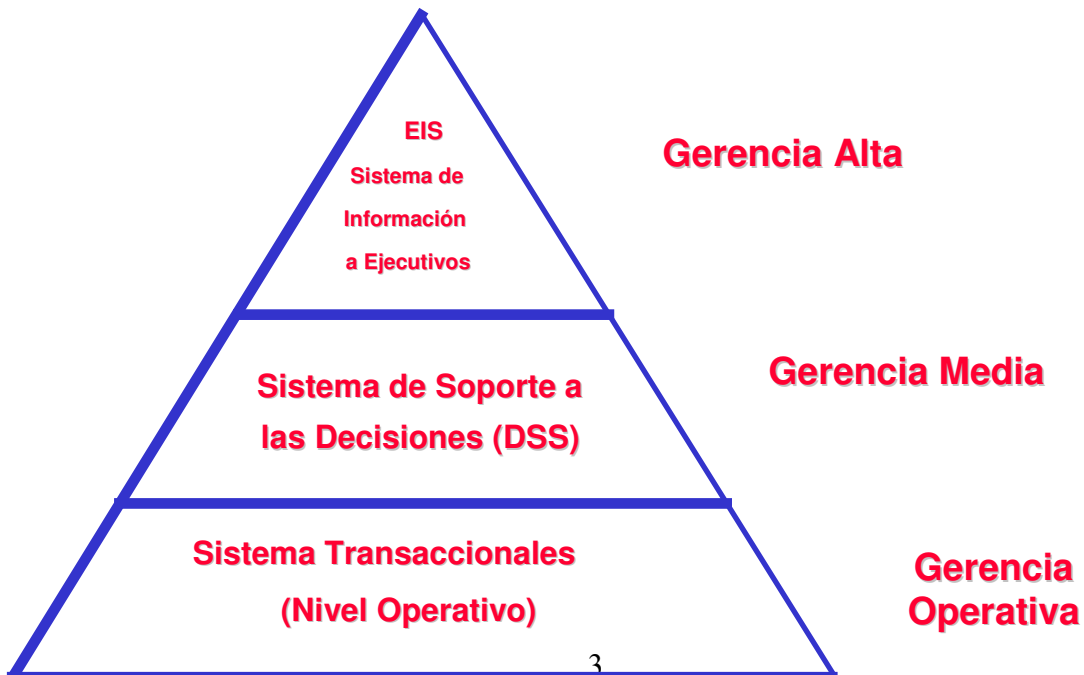 EIS
Sistema de
Información
a Ejecutivos
Gerencia Alta
Sistema de Soporte a
las Decisiones (DSS)
Gerencia Media
Sistema Transaccionales
(Nivel Operativo)
Gerencia
Operativa
3